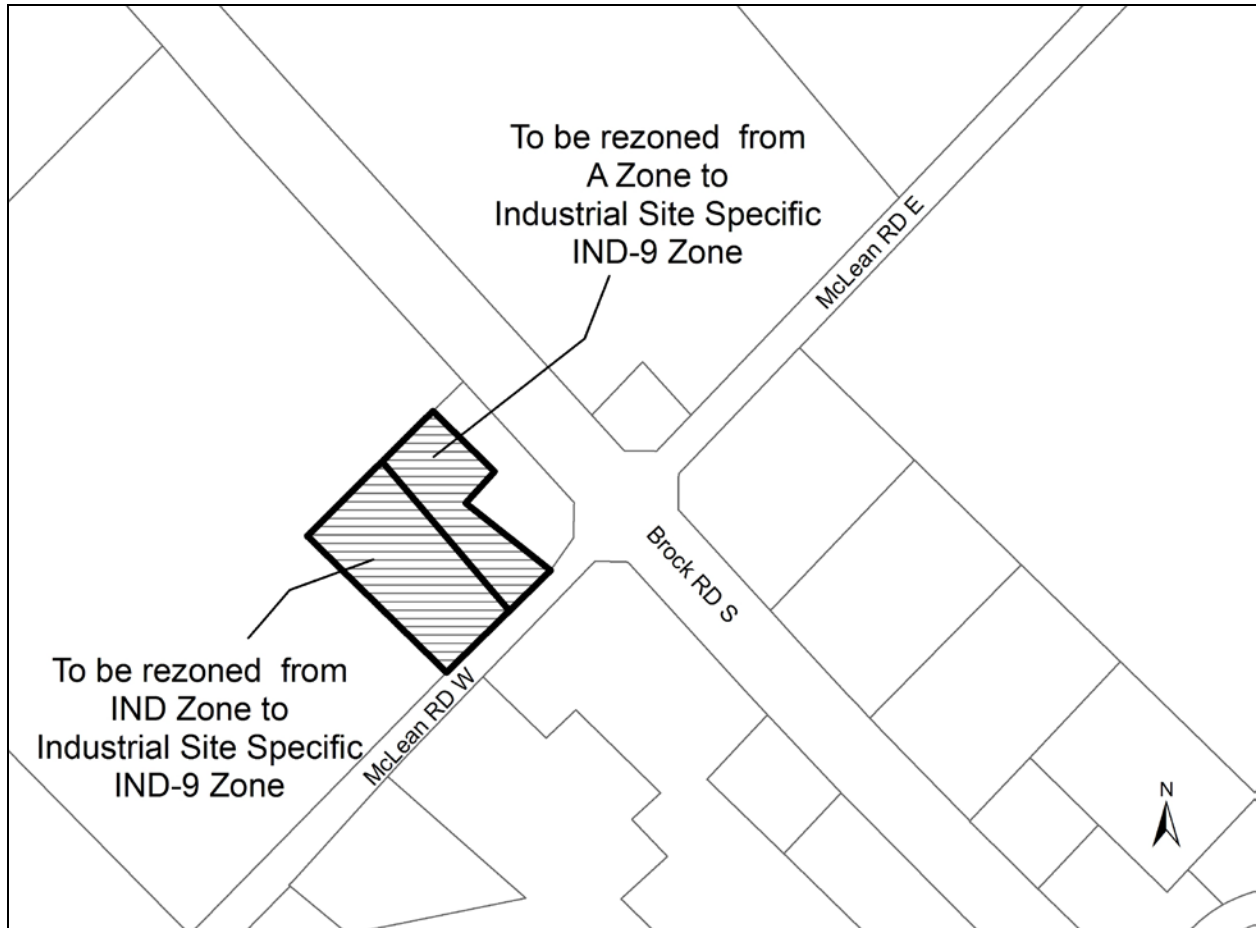 To be rezoned  from
A Zone to
Industrial Site Specific
IND-9 Zone
McLean RD E
Brock RD S
To be rezoned  from
IND Zone to
Industrial Site Specific
IND-9 Zone
McLean RD W
N